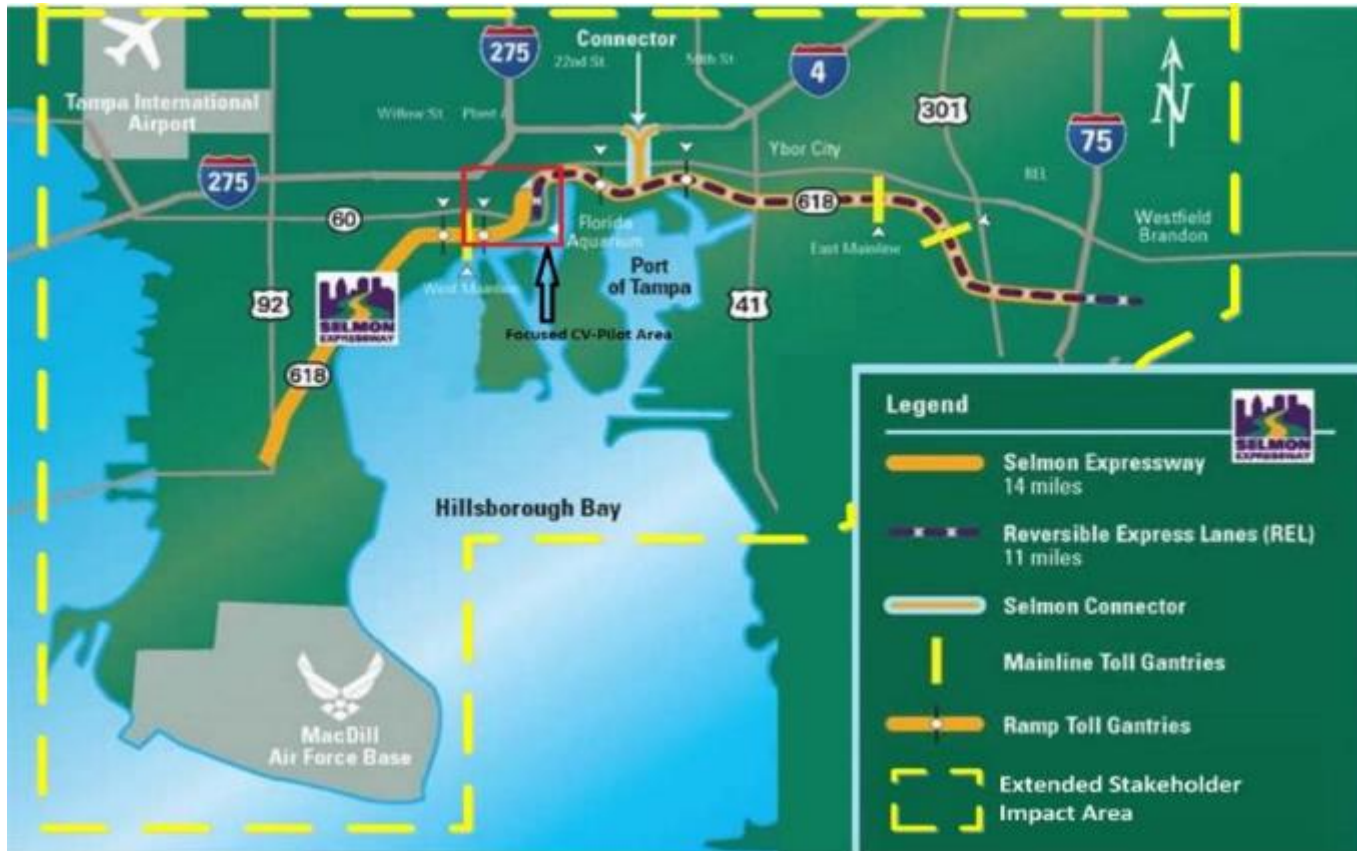 275
Connector
22nd St.
50th St
4
Tampa International
Airport
Willow St.
Plant A
301
75
N
275
Ybor City
REL
60
618
Westfield
Brandon
Florida
Aquarium
East Mainline
Port
of Tampa
West Mainline
92
SELMON
EXPRESSWAY
41
Focused CV-Pilot Area
618
Hillsborough Bay
MacDill
Air Force Base
Legend
SELMON
EXPRESSWAY
Selmon Expressway
14 miles
Reversible Express Lanes (REL)
11 miles
Selmon Connector
Mainline Toll Gantries
Ramp Toll Gantries
Extended Stakeholder
Impact Area